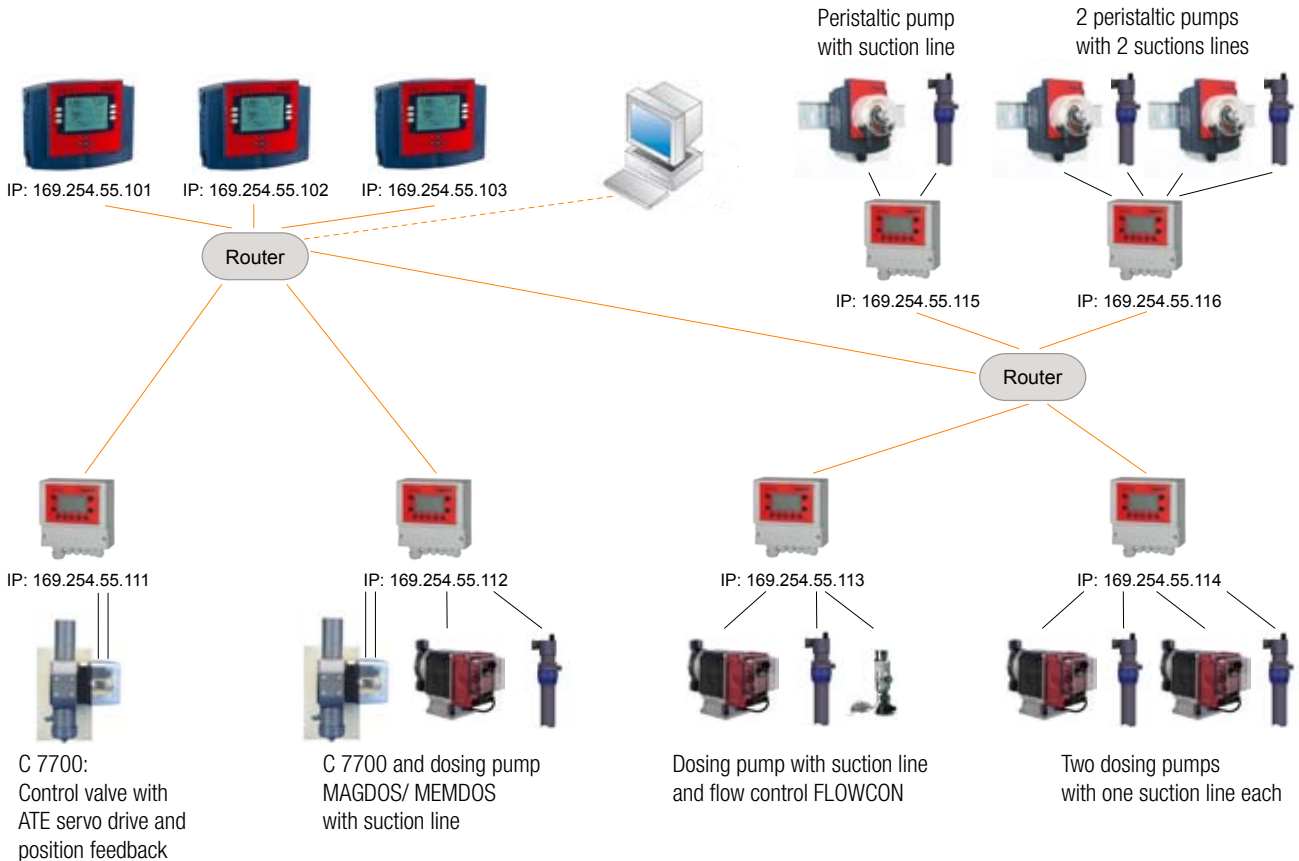 Peristaltic pump
with suction line
2 peristaltic pumps
with 2 suctions lines
IP: 169.254.55.101
IP: 169.254.55.102
IP: 169.254.55.103
Router
IP: 169.254.55.115
IP: 169.254.55.116
Router
IP: 169.254.55.111
IP: 169.254.55.112
IP: 169.254.55.113
IP: 169.254.55.114
C 7700:
Control valve with
ATE servo drive and
position feedback
C 7700 and dosing pump
MAGDOS/ MEMDOS
with suction line
Dosing pump with suction line
and flow control FLOWCON
Two dosing pumps
with one suction line each